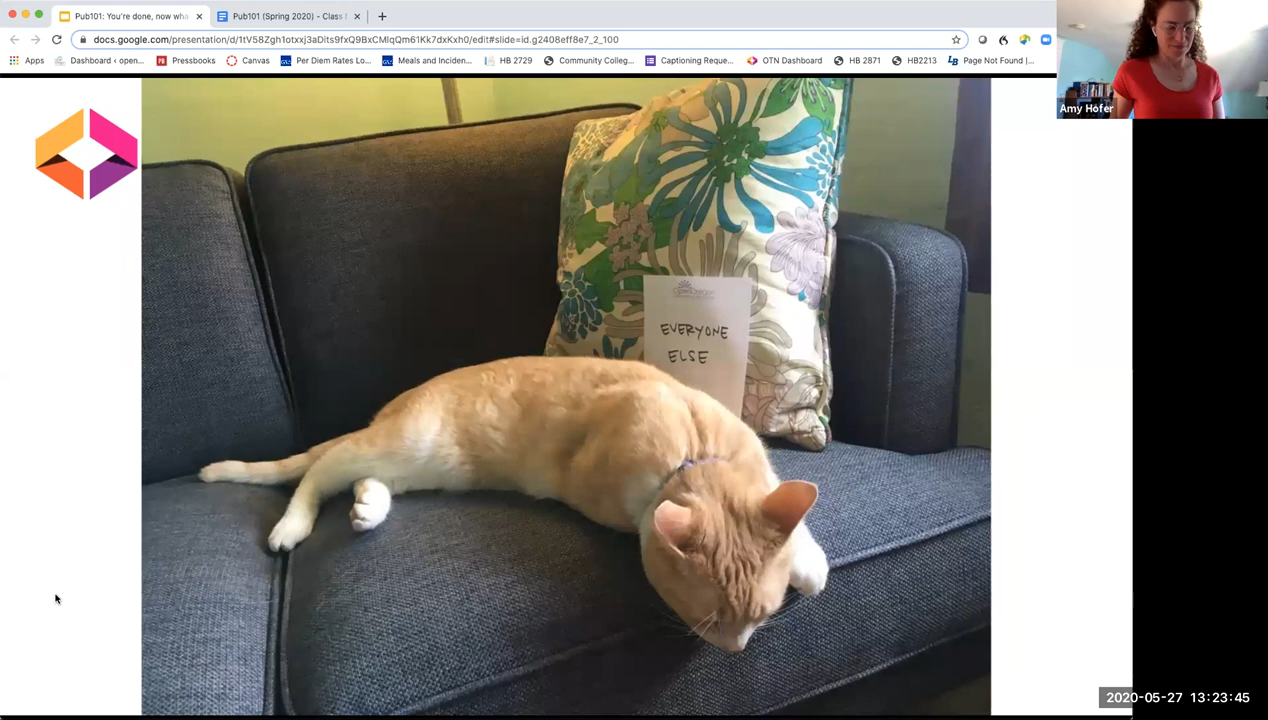 Pub101: You're done, now wha
Pub101 (Spring 2020) - Class
docs.google.com/presentation/d/1tV58Zgh1otxxj3aDits9fxQ9BxCMlqQm61Kk7dxKxh0/edit#slide=id.g2408eff8e7_2_100
Apps
Dashboard ‹ open...
Pressbooks
Canvas
Per Diem Rates Lo...
Meals and Inciden...
HB 2729
Community Colleg...
Captioning Reque...
OTN Dashboard
HB 2871
HB2213
Page Not Found |...
Amy Hofer
EVERYONE
ELSE
2020-05-27 13:23:45